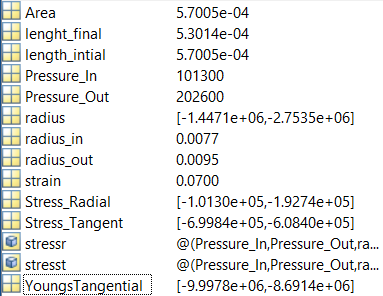 Area 5.7005e-04
lenght_final 5.3014e-04
length_intial 5.7005e-04
Pressure_In 101300
Pressure_Out 202600
radius [-1.4471e+06,-2.7535e+06]
radius_in 0.0077
radius_out 0.0095
strain 0.0700
Stress_Radial [-1.0130e+05,-1.9274e+05]
Stress_Tangent [-6.9984e+05,-6.0840e+05]
stressr @(Pressure_In,Pressure_Out,ra...
stresst @(Pressure_In,Pressure_Out,ra...
YoungsTangential [-9.9978e+06,-8.6914e+06]